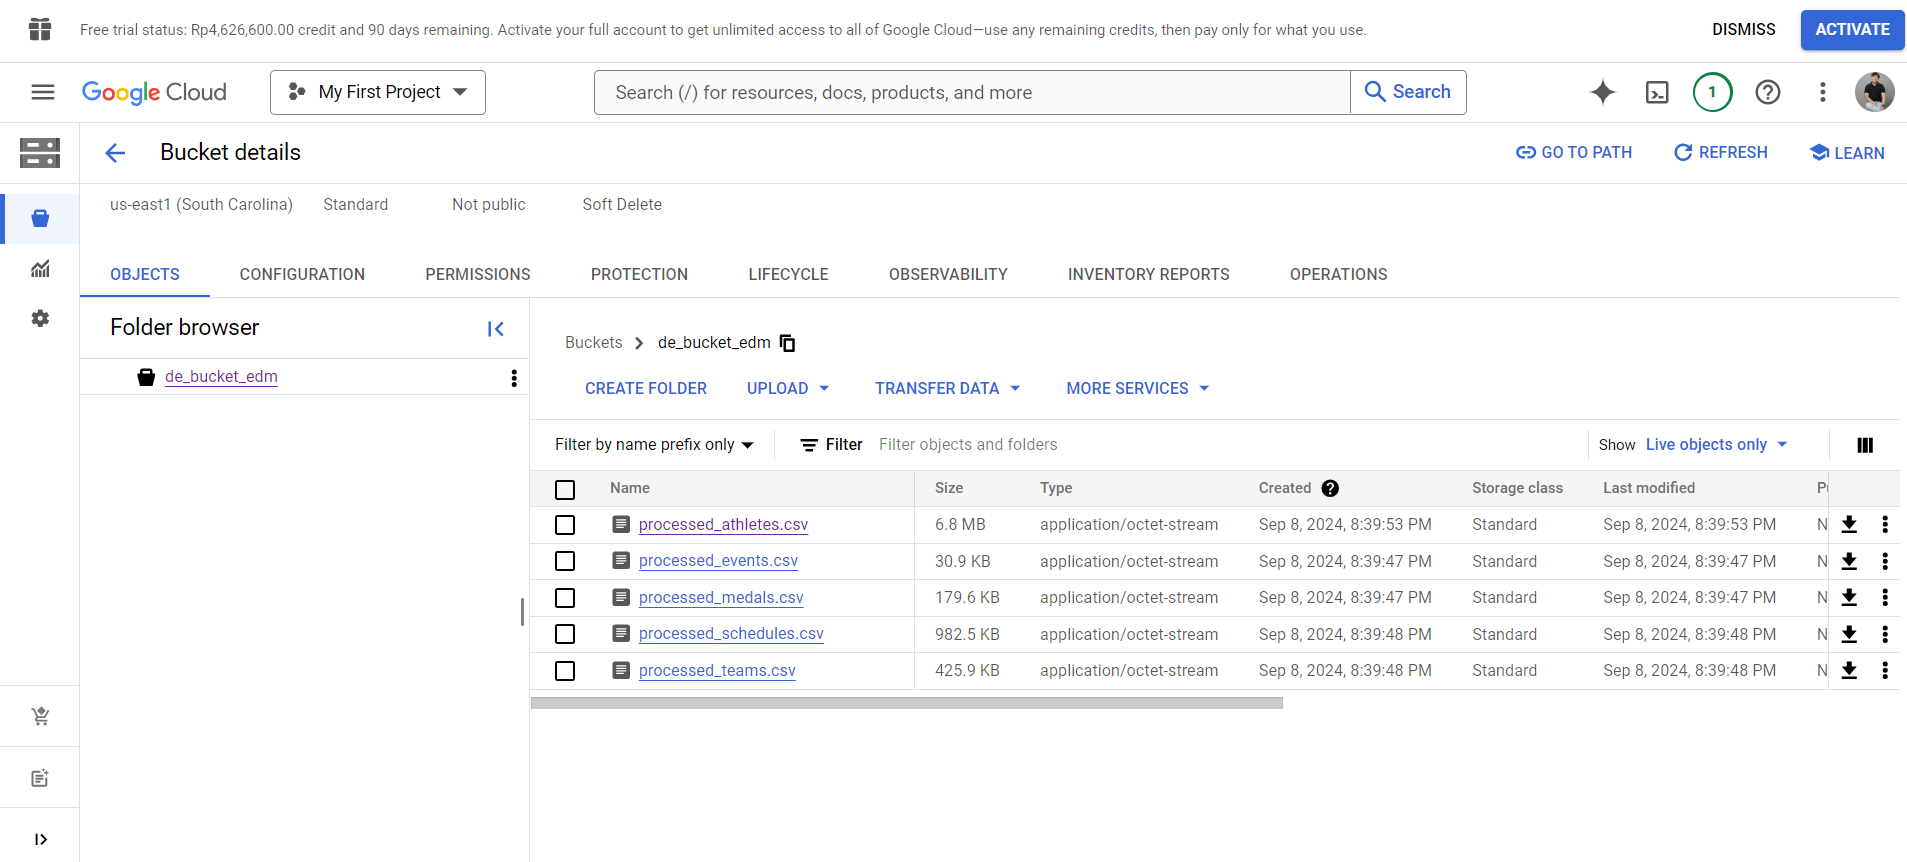 Free trial status: Rp4,626,600.00 credit and 90 days remaining. Activate your full account to get unlimited access to all of Google Cloud—use any remaining credits, then pay only for what you use.
DISMISS
ACTIVATE
Google Cloud
My First Project
Search (/) for resources, docs, products, and more
Search
1
Bucket details
GO TO PATH
REFRESH
LEARN
us-east1 (South Carolina) Standard Not public Soft Delete
OBJECTS CONFIGURATION PERMISSIONS PROTECTION LIFECYCLE OBSERVABILITY INVENTORY REPORTS OPERATIONS
Folder browser
de_bucket_edm
Buckets de_bucket_edm
CREATE FOLDER UPLOAD TRANSFER DATA MORE SERVICES
Filter by name prefix only Filter Filter objects and folders Show Live objects only
Name Size Type Created Storage class Last modified
processed_athletes.csv 6.8 MB application/octet-stream Sep 8, 2024, 8:39:53 PM Standard Sep 8, 2024, 8:39:53 PM N
processed_events.csv 30.9 KB application/octet-stream Sep 8, 2024, 8:39:47 PM Standard Sep 8, 2024, 8:39:47 PM N
processed_medals.csv 179.6 KB application/octet-stream Sep 8, 2024, 8:39:47 PM Standard Sep 8, 2024, 8:39:47 PM N
processed_schedules.csv 982.5 KB application/octet-stream Sep 8, 2024, 8:39:48 PM Standard Sep 8, 2024, 8:39:48 PM N
processed_teams.csv 425.9 KB application/octet-stream Sep 8, 2024, 8:39:48 PM Standard Sep 8, 2024, 8:39:48 PM N